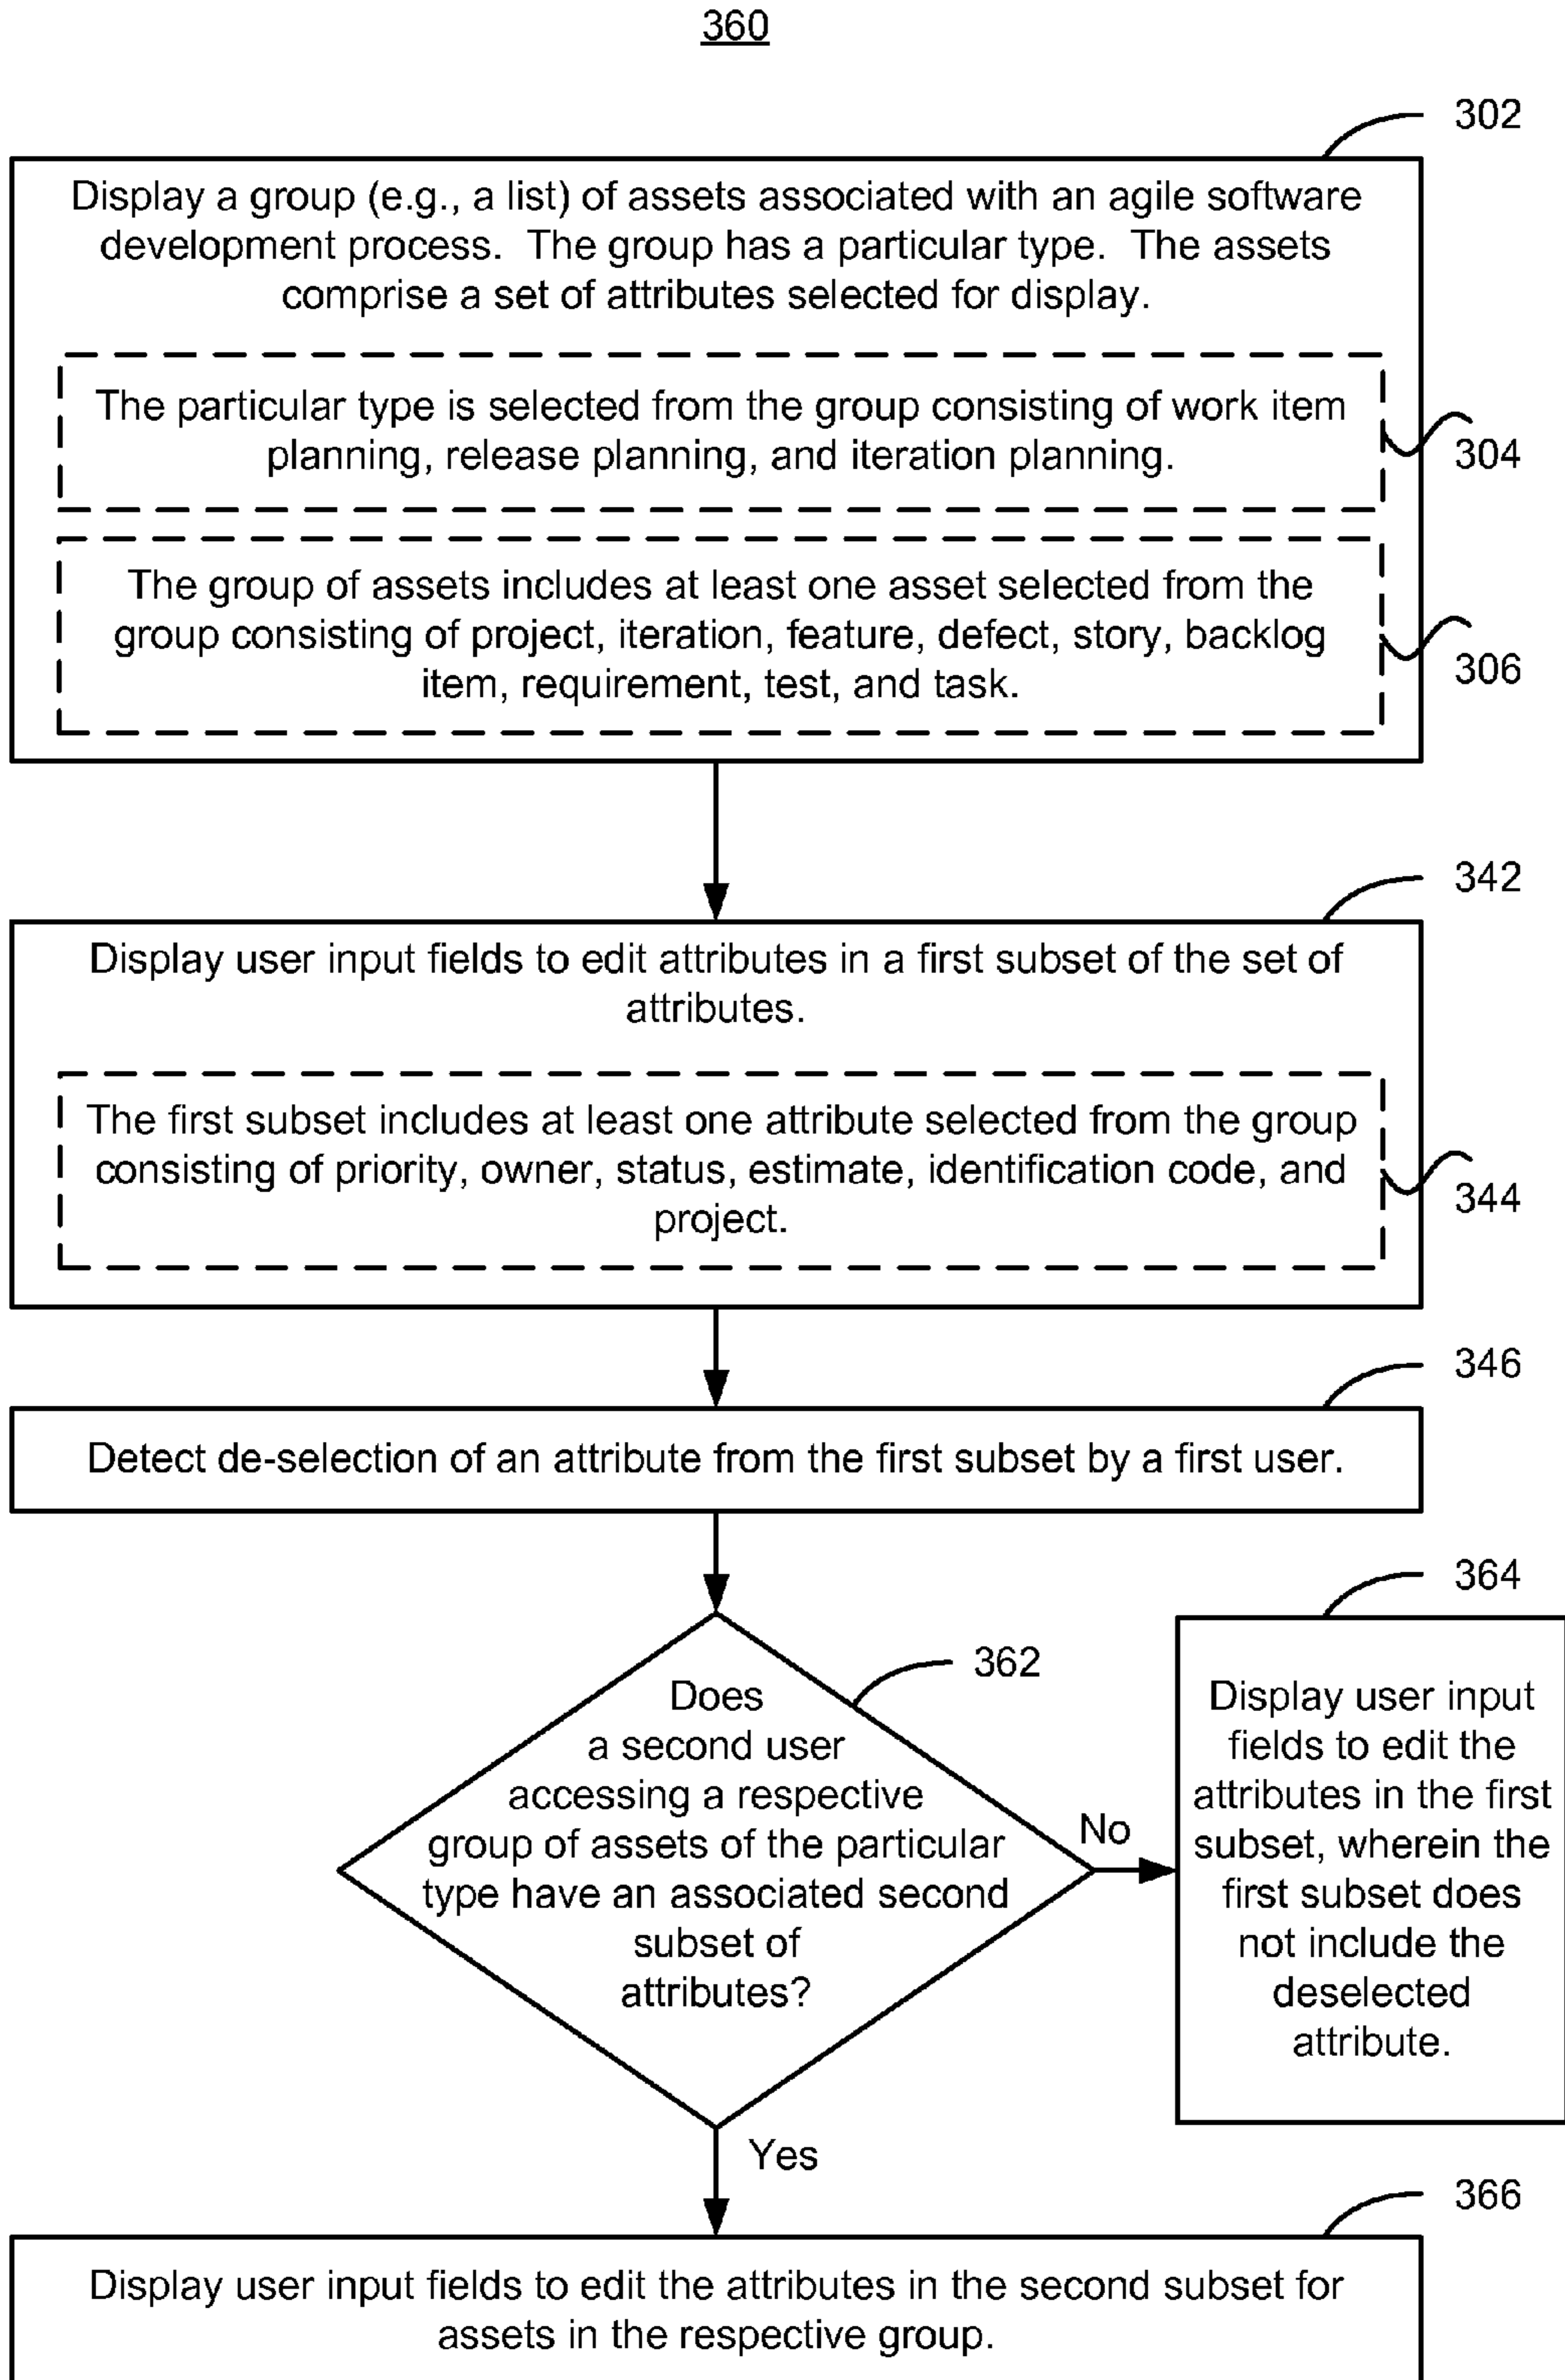 360
302
Display a group (e.g., a list) of assets associated with an agile software
development process. The group has a particular type. The assets
comprise a set of attributes selected for display.
The particular type is selected from the group consisting of work item
planning, release planning, and iteration planning.
304
The group of assets includes at least one asset selected from the
group consisting of project, iteration, feature, defect, story, backlog
item, requirement, test, and task.
306
342
Display user input fields to edit attributes in a first subset of the set of
attributes.
The first subset includes at least one attribute selected from the group
consisting of priority, owner, status, estimate, identification code, and
project.
344
346
Detect de-selection of an attribute from the first subset by a first user.
362
Does
a second user
accessing a respective
group of assets of the particular
type have an associated second
subset of
attributes?
No
364
Display user input
fields to edit the
attributes in the first
subset, wherein the
first subset does
not include the
deselected
attribute.
Yes
366
Display user input fields to edit the attributes in the second subset for
assets in the respective group.